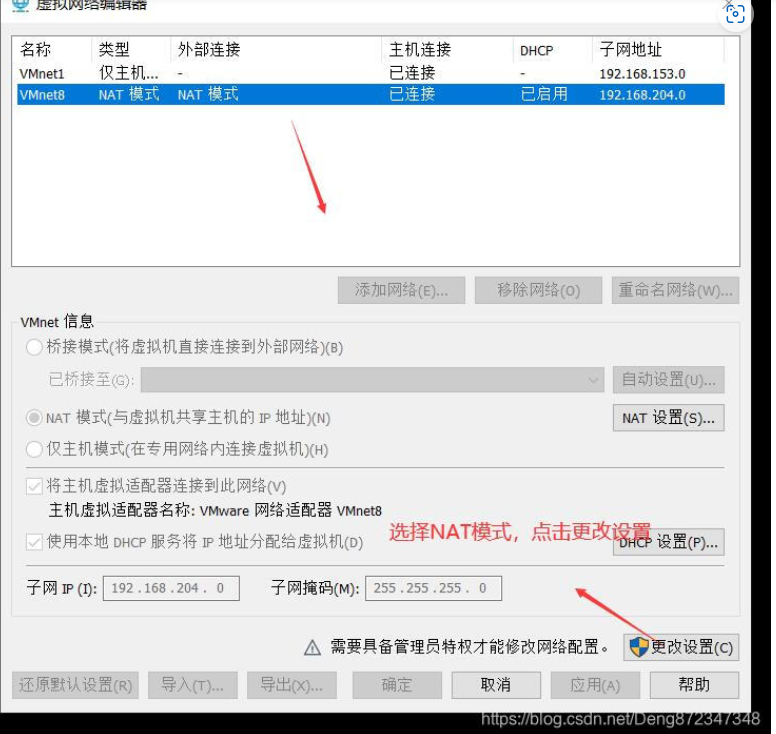 虚拟网络编辑器
名称 类型 外部连接 主机连接 DHCP 子网地址
VMnet1 仅主机... - 已连接 - 192.168.153.0
VMnet8 NAT 模式 NAT 模式 已连接 已启用 192.168.204.0
添加网络(E)... 移除网络(O) 重命名网络(W)...
VMnet 信息
桥接模式(将虚拟机直接连接到外部网络)(B)
已桥接至(G): 自动设置(U)...
NAT 模式(与虚拟机共享主机的 IP 地址)(N) NAT 设置(S)...
仅主机模式(在专用网络内连接虚拟机)(H)
将主机虚拟适配器连接到此网络(V)
主机虚拟适配器名称: VMware 网络适配器 VMnet8
选择NAT模式，点击更改设置
使用本地 DHCP 服务将 IP 地址分配给虚拟机(D) DHCP 设置(P)...
子网 IP (I): 192.168.204. 0 子网掩码(M): 255.255.255. 0
需要具备管理员特权才能修改网络配置。 更改设置(C)
还原默认设置(R) 导入(T)... 导出(X)... 确定 取消 应用(A) 帮助
https://blog.csdn.net/Deng872347348